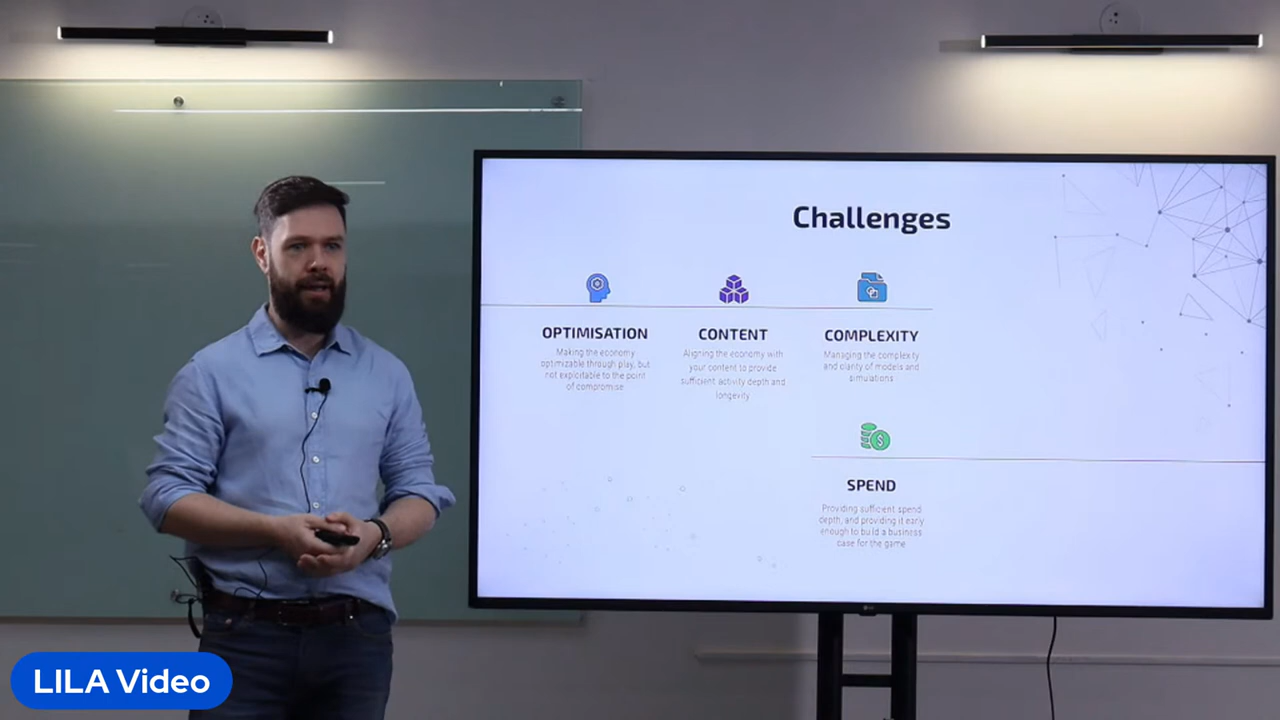 Challenges
OPTIMISATION
Making the economy
optimizable through play, but
not exploitable to the point
of compromise
CONTENT
Aligning the economy with
your content to provide
sufficient activity depth and
longevity
COMPLEXITY
Managing the complexity
and clarity of models and
simulations
SPEND
Providing sufficient spend
depth, and providing it early
enough to build a business
case for the game
LG
LILA Video